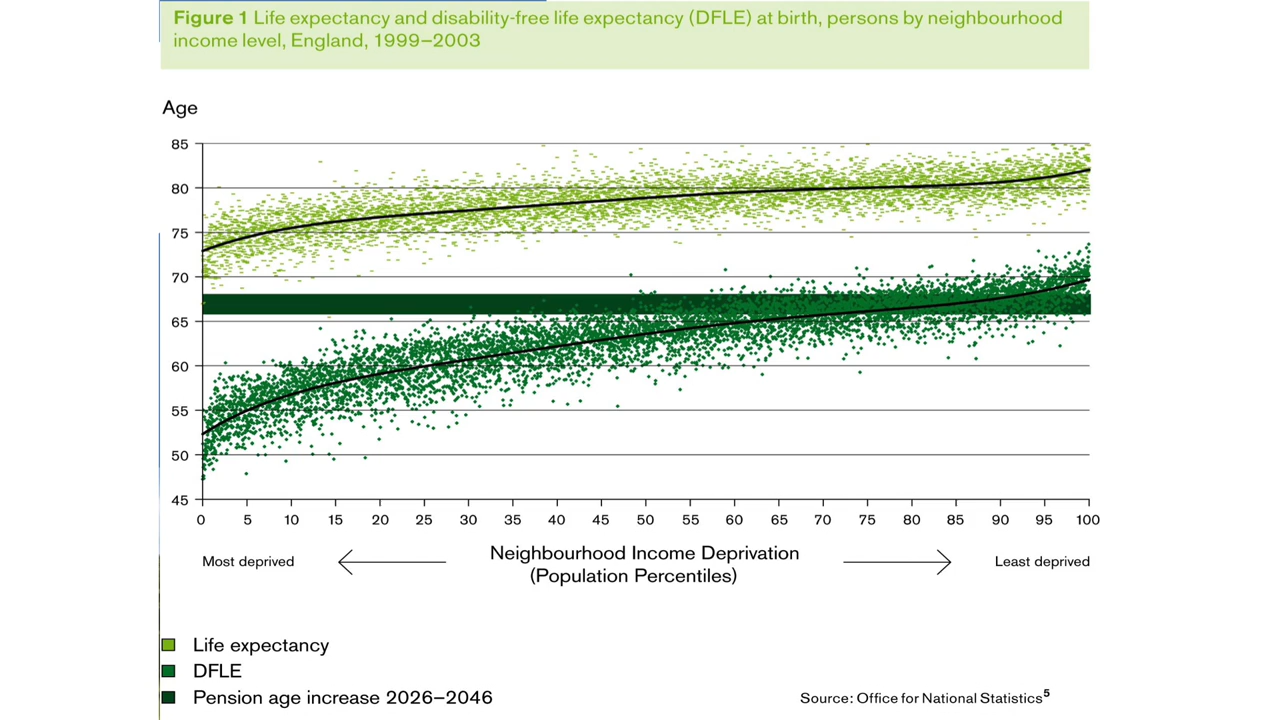 Figure 1 Life expectancy and disability-free life expectancy (DFLE) at birth, persons by neighbourhood
income level, England, 1999–2003
Age
85
80
75
70
65
60
55
50
45
0 5 10 15 20 25 30 35 40 45 50 55 60 65 70 75 80 85 90 95 100
Most deprived Neighbourhood Income Deprivation Least deprived
(Population Percentiles)
Life expectancy
DFLE
Pension age increase 2026–2046
Source: Office for National Statistics⁵